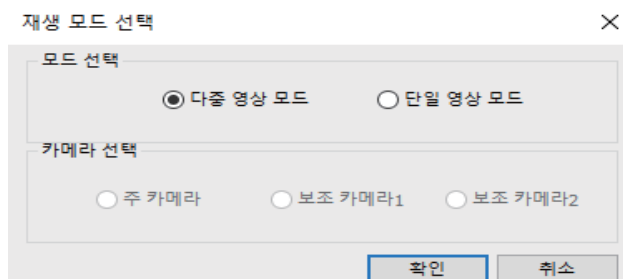 재생 모드 선택
모드 선택
다중 영상 모드 단일 영상 모드
카메라 선택
주 카메라 보조 카메라1 보조 카메라2
확인 취소